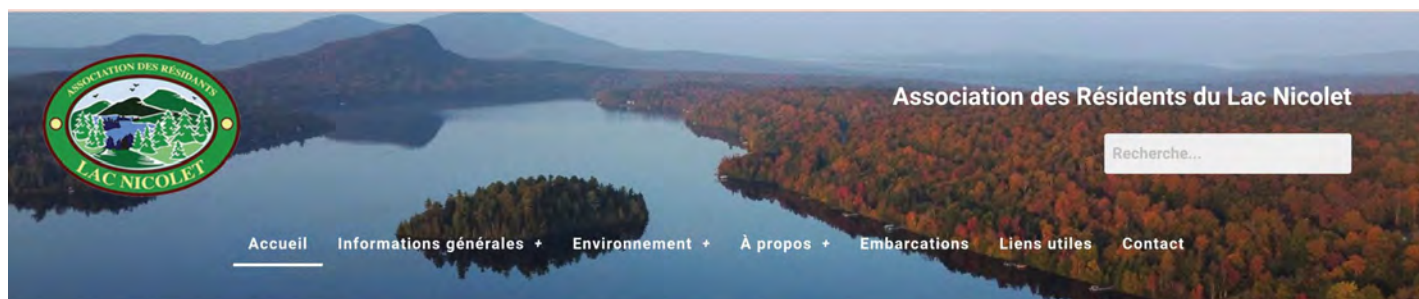 ASSOCIATION DES RÉSIDANTS
LAC NICOLET
Association des Résidents du Lac Nicolet
Recherche...
Accueil Informations générales + Environnement + À propos + Embarcations Liens utiles Contact